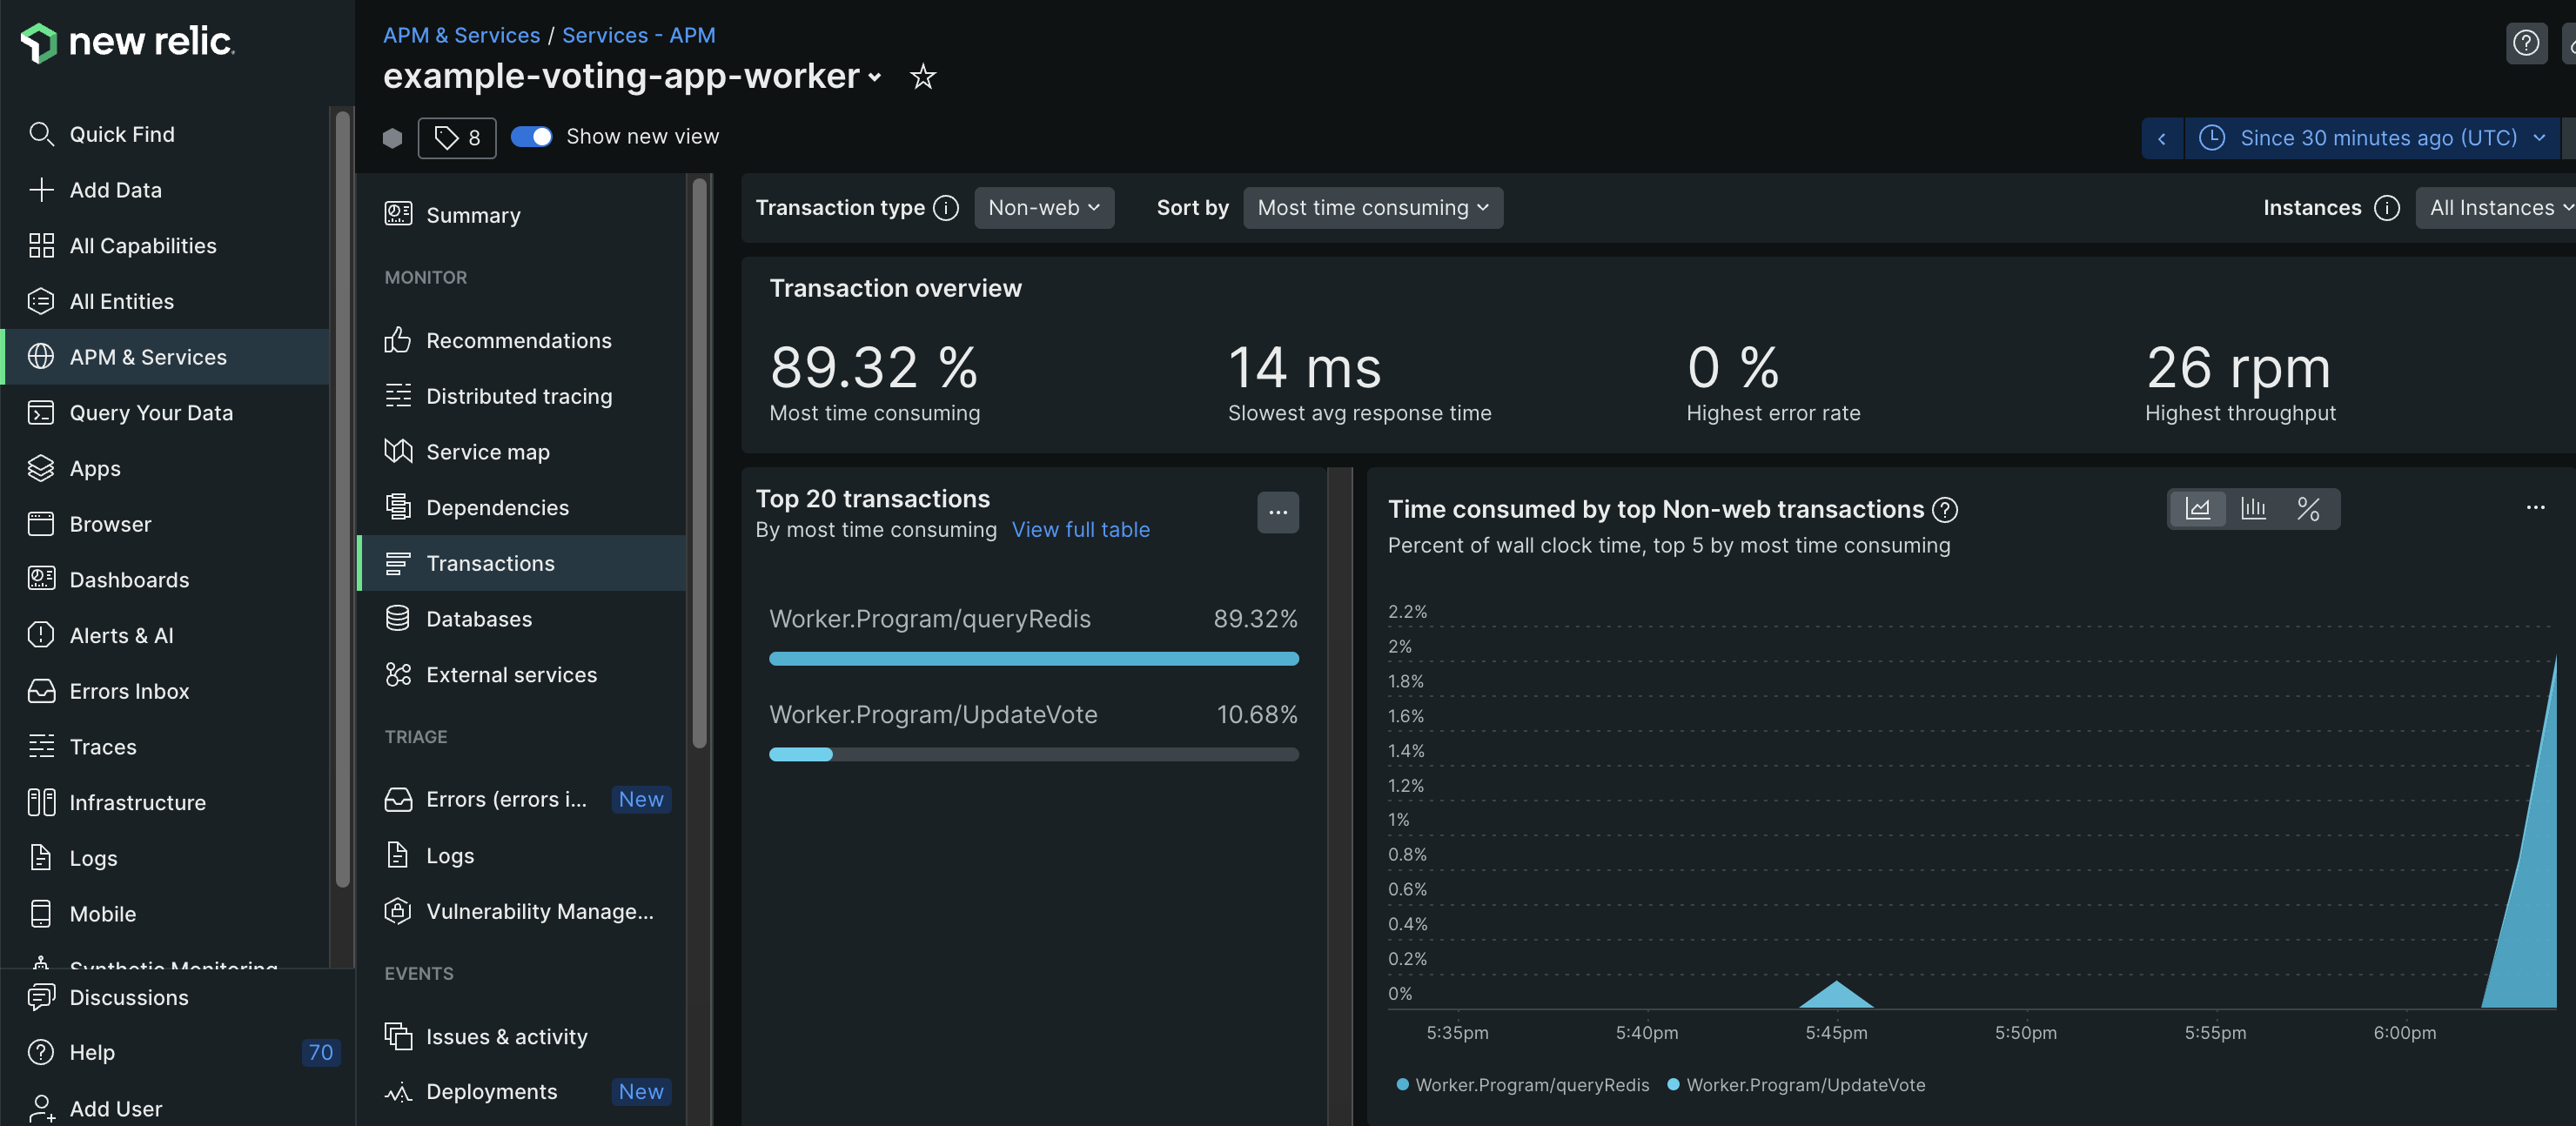 new relic
Quick Find
Add Data
All Capabilities
All Entities
APM & Services
Query Your Data
Apps
Browser
Dashboards
Alerts & AI
Errors Inbox
Traces
Infrastructure
Logs
Mobile
Synthetic Monitoring
Discussions
Help 70
Add User
APM & Services / Services - APM
example-voting-app-worker
8 Show new view
Since 30 minutes ago (UTC)
Summary
MONITOR
Recommendations
Distributed tracing
Service map
Dependencies
Transactions
Databases
External services
TRIAGE
Errors (errors i... New
Logs
Vulnerability Manage...
EVENTS
Issues & activity
Deployments New
Transaction type Non-web Sort by Most time consuming Instances All Instances
Transaction overview
89.32 % 14 ms 0 % 26 rpm
Most time consuming Slowest avg response time Highest error rate Highest throughput
Top 20 transactions
By most time consuming View full table
Worker.Program/queryRedis 89.32%
Worker.Program/UpdateVote 10.68%
Time consumed by top Non-web transactions
Percent of wall clock time, top 5 by most time consuming
2.2%
2%
1.8%
1.6%
1.4%
1.2%
1%
0.8%
0.6%
0.4%
0.2%
0%
5:35pm 5:40pm 5:45pm 5:50pm 5:55pm 6:00pm
Worker.Program/queryRedis Worker.Program/UpdateVote